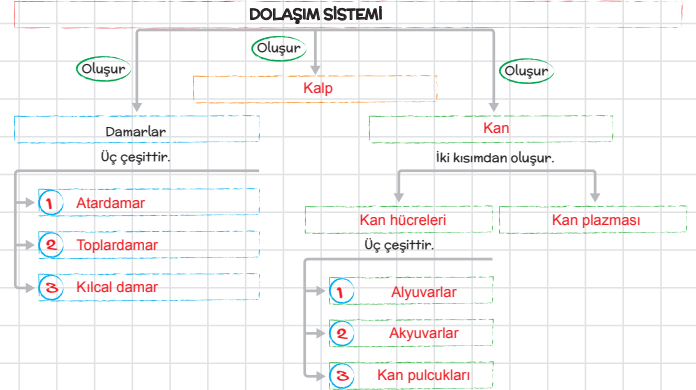 DOLAŞIM SİSTEMİ
Oluşur
Oluşur
Oluşur
Kalp
Damarlar
Kan
Üç çeşittir.
İki kısımdan oluşur.
1 Atardamar
2 Toplardamar
3 Kılcal damar
Kan hücreleri
Kan plazması
Üç çeşittir.
1 Alyuvarlar
2 Akyuvarlar
3 Kan pulcukları